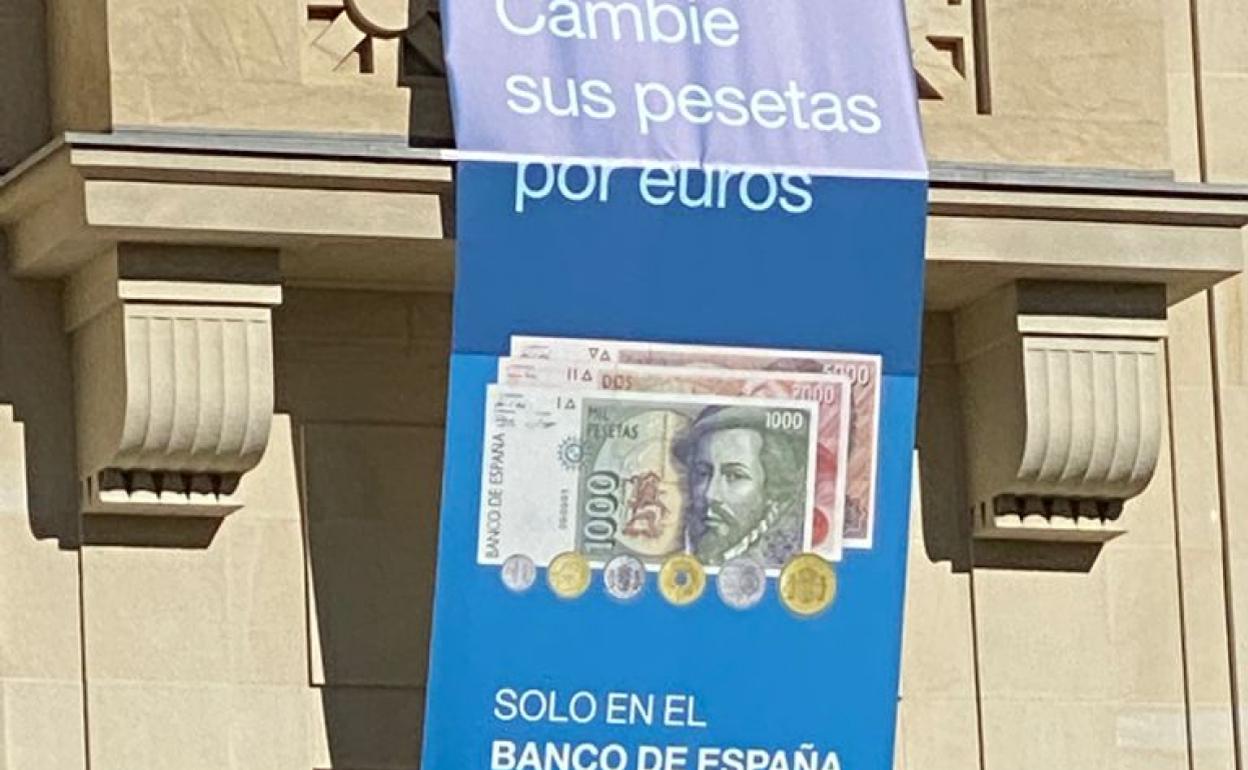 Cambie
sus pesetas
por euros
5000
DOS
2000
MIL
PESETAS
1000
BANCO DE ESPAÑA
1000
SOLO EN EL
BANCO DE ESPAÑA